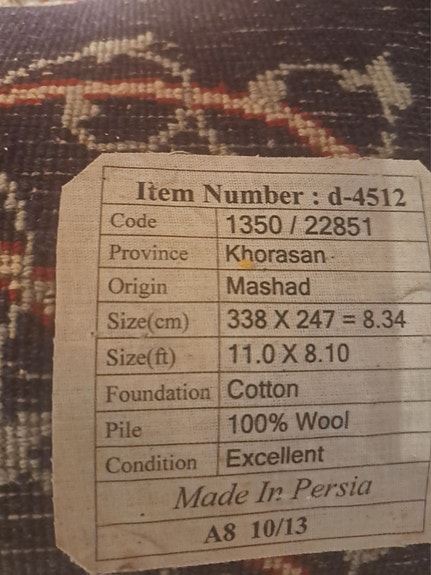 Item Number : d-4512
Code 1350 / 22851
Province Khorasan
Origin Mashad
Size(cm) 338 X 247 = 8.34
Size(ft) 11.0 X 8.10
Foundation Cotton
Pile 100% Wool
Condition Excellent
Made In Persia
A8 10/13